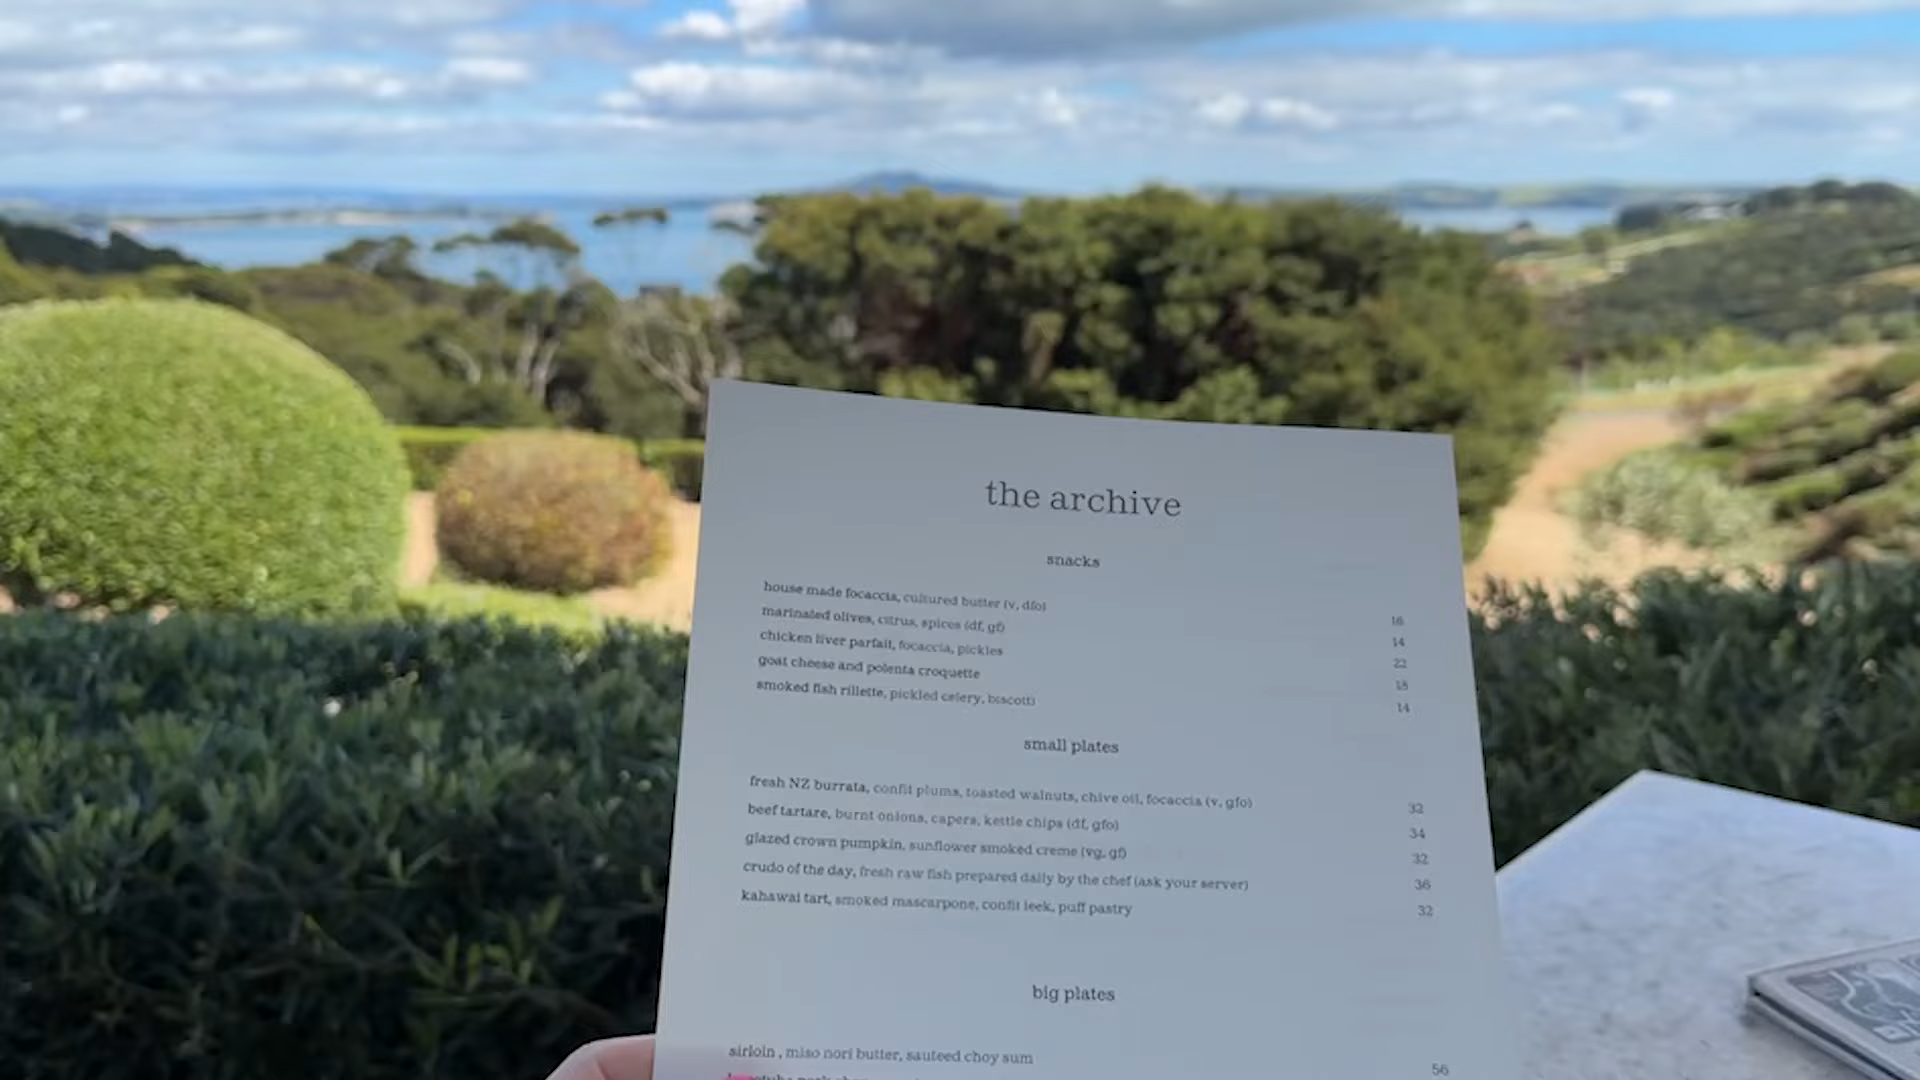 the archive
snacks
house made focaccia, cultured butter (v, dfo) 16
marinated olives, citrus, spices (df, gf) 14
chicken liver parfait, focaccia, pickles 22
goat cheese and polenta croquette 18
smoked fish rillette, pickled celery, biscotti 14
small plates
fresh NZ burrata, confit plums, toasted walnuts, chive oil, focaccia (v, gfo) 32
beef tartare, burnt onions, capers, kettle chips (df, gfo) 34
glazed crown pumpkin, sunflower smoked creme (vg, gf) 32
crudo of the day, fresh raw fish prepared daily by the chef (ask your server) 36
kahawai tart, smoked mascarpone, confit leek, puff pastry 32
big plates
sirloin , miso nori butter, sauteed choy sum 56